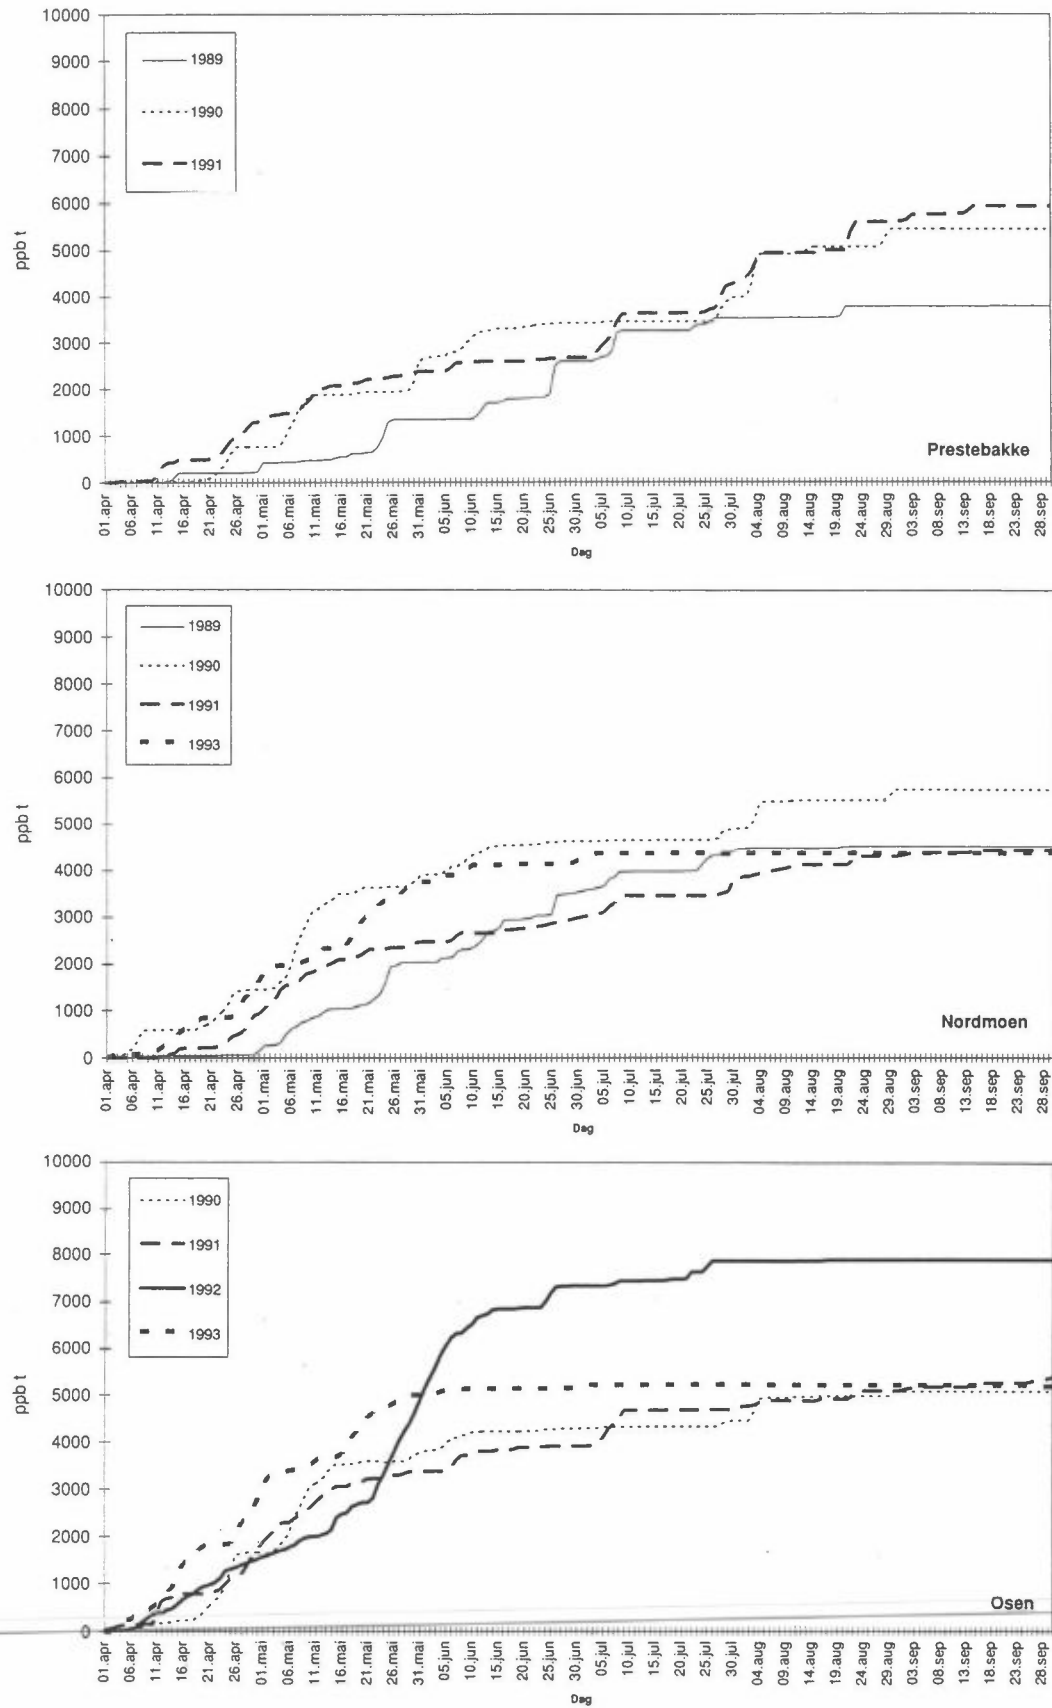 10000
9000
8000
7000
6000
5000
4000
3000
2000
1000
0
ppb t
1989
1990
1991
Prestebakke
01.apr
06.apr
11.apr
16.apr
21.apr
26.apr
01.mai
06.mai
11.mai
16.mai
21.mai
26.mai
31.mai
05.jun
10.jun
15.jun
20.jun
25.jun
30.jun
05.jul
10.jul
15.jul
20.jul
25.jul
30.jul
04.aug
09.aug
14.aug
19.aug
24.aug
29.aug
03.sep
08.sep
13.sep
18.sep
23.sep
28.sep
Dag
10000
9000
8000
7000
6000
5000
4000
3000
2000
1000
0
ppb t
1989
1990
1991
1993
Nordmoen
01.apr
06.apr
11.apr
16.apr
21.apr
26.apr
01.mai
06.mai
11.mai
16.mai
21.mai
26.mai
31.mai
05.jun
10.jun
15.jun
20.jun
25.jun
30.jun
05.jul
10.jul
15.jul
20.jul
25.jul
30.jul
04.aug
09.aug
14.aug
19.aug
24.aug
29.aug
03.sep
08.sep
13.sep
18.sep
23.sep
28.sep
Dag
10000
9000
8000
7000
6000
5000
4000
3000
2000
1000
0
ppb t
1990
1991
1992
1993
Osen
01.apr
06.apr
11.apr
16.apr
21.apr
26.apr
01.mai
06.mai
11.mai
16.mai
21.mai
26.mai
31.mai
05.jun
10.jun
15.jun
20.jun
25.jun
30.jun
05.jul
10.jul
15.jul
20.jul
25.jul
30.jul
04.aug
09.aug
14.aug
19.aug
24.aug
29.aug
03.sep
08.sep
13.sep
18.sep
23.sep
28.sep
Dag